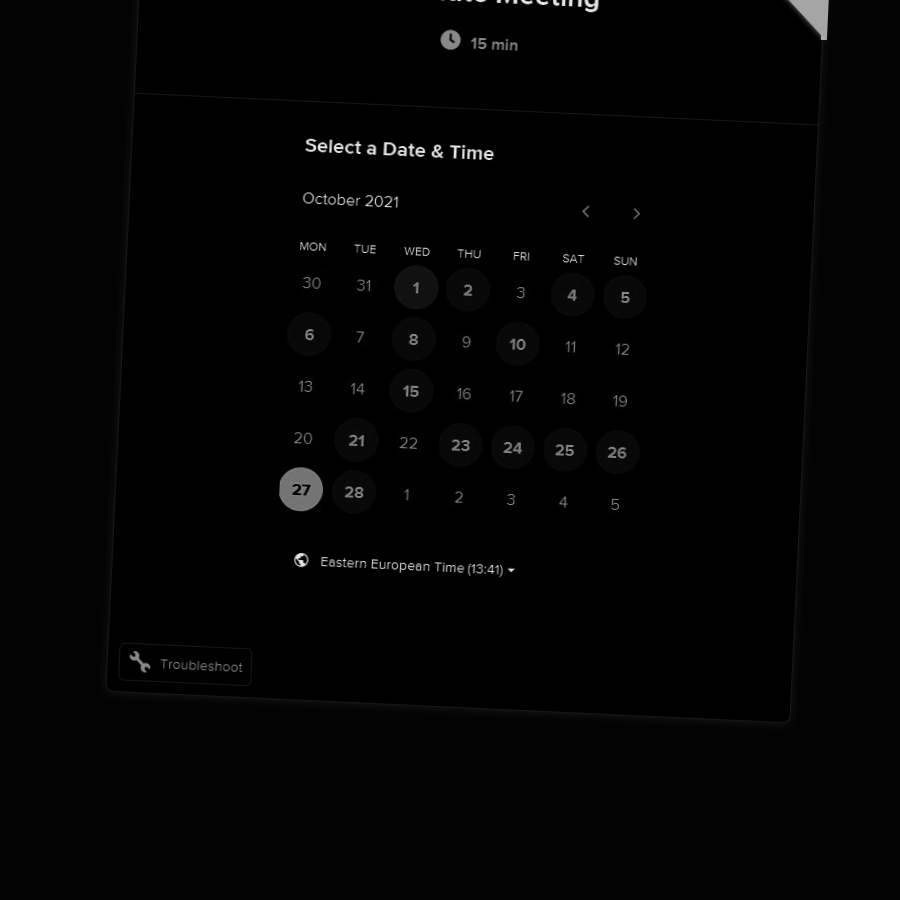 Meeting
15 min
Select a Date & Time
October 2021
MON TUE WED THU FRI SAT SUN
30 31 1 2 3 4 5
6 7 8 9 10 11 12
13 14 15 16 17 18 19
20 21 22 23 24 25 26
27 28 1 2 3 4 5
Eastern European Time (13:41)
Troubleshoot